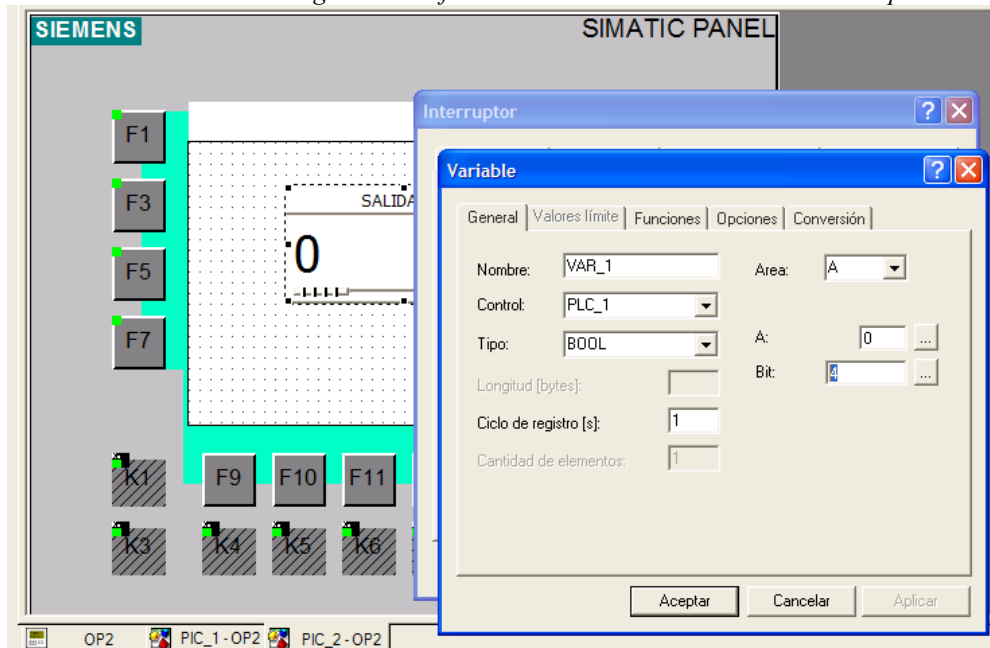 SIEMENS
SIMATIC PANEL
F1
F3
F5
F7
SALIDA
0
K1
F9
F10
F11
K3
K4
K5
K6
Interruptor
Variable
General
Valores límite
Funciones
Opciones
Conversión
Nombre: VAR_1
Area: A
Control: PLC_1
Tipo: BOOL
A: 0
Bit: 4
Longitud [bytes]:
Ciclo de registro [s]: 1
Cantidad de elementos: 1
Aceptar
Cancelar
Aplicar
OP2
PIC_1 - OP2
PIC_2 - OP2